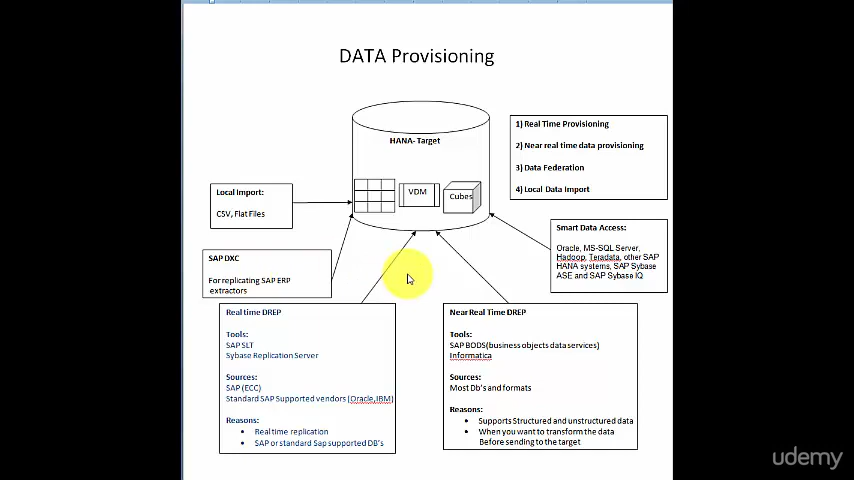 DATA Provisioning
HANA- Target
VDM
Cubes
1) Real Time Provisioning
2) Near real time data provisioning
3) Data Federation
4) Local Data Import
Local Import:
CSV, Flat Files
SAP DXC
For replicating SAP ERP
extractors
Smart Data Access:
Oracle, MS-SQL Server,
Hadoop, Teradata, other SAP
HANA systems, SAP Sybase
ASE and SAP Sybase IQ
Real time DREP
Tools:
SAP SLT
Sybase Replication Server
Sources:
SAP (ECC)
Standard SAP Supported vendors (Oracle,IBM)
Reasons:
• Real time replication
• SAP or standard Sap supported DB's
Near Real Time DREP
Tools:
SAP BODS(business objects data services)
Informatica
Sources:
Most Db's and formats
Reasons:
• Supports Structured and unstructured data
• When you want to transform the data
Before sending to the target
udemy